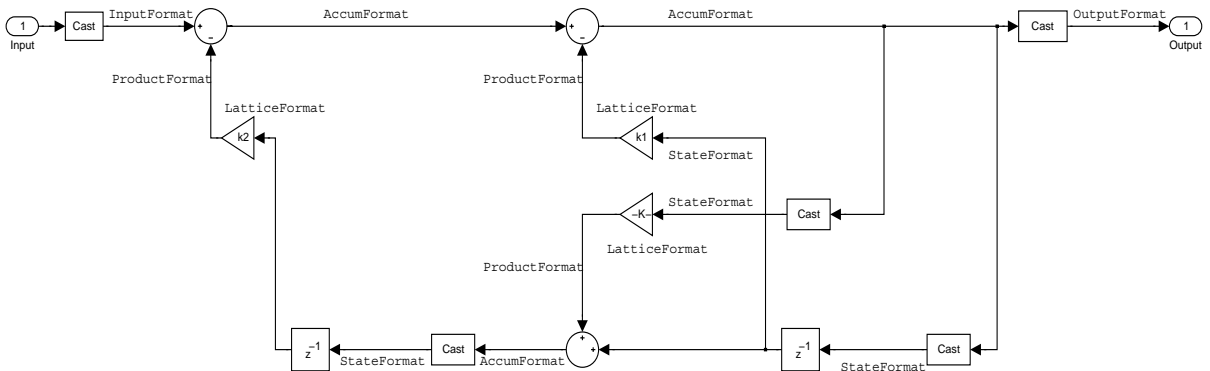 InputFormat
AccumFormat
AccumFormat
OutputFormat
1
Cast
+
−
+
−
Cast
1
Input
Output
ProductFormat
ProductFormat
LatticeFormat
LatticeFormat
k2
k1
StateFormat
StateFormat
−K−
Cast
LatticeFormat
ProductFormat
+
+
z−1
Cast
z−1
Cast
StateFormat
AccumFormat
StateFormat